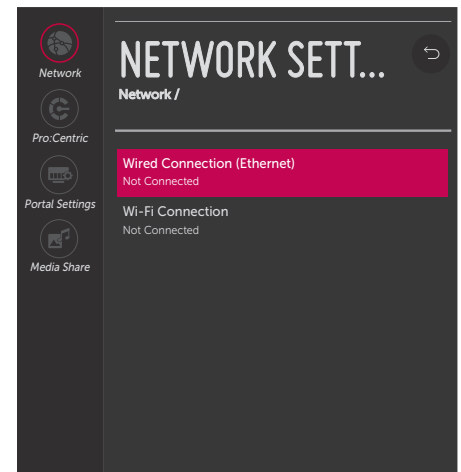 NETWORK SETT...
Network /
Network
Pro:Centric
Portal Settings
Media Share
Wired Connection (Ethernet)
Not Connected
Wi-Fi Connection
Not Connected